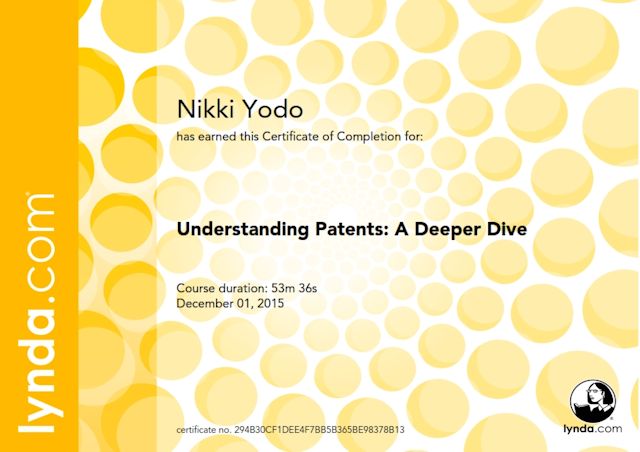 Nikki Yodo
has earned this Certificate of Completion for:
Understanding Patents: A Deeper Dive
Course duration: 53m 36s
December 01, 2015
certificate no. 294B30CF1DEE4F7BB5B365BE98378B13
lynda.com®
lynda.com